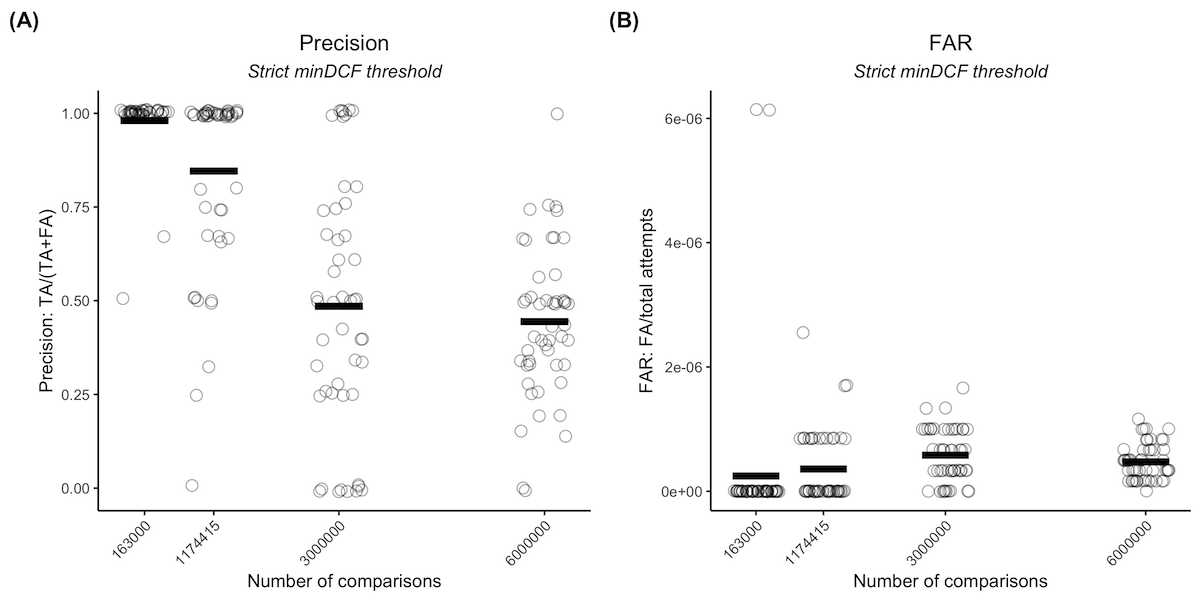 (A)
Precision
Strict minDCF threshold
Precision: TA/(TA+FA)
1.00
0.75
0.50
0.25
0.00
163000
1174415
3000000
6000000
Number of comparisons
(B)
FAR
Strict minDCF threshold
FAR: FA/total attempts
6e-06
4e-06
2e-06
0e+00
163000
1174415
3000000
6000000
Number of comparisons